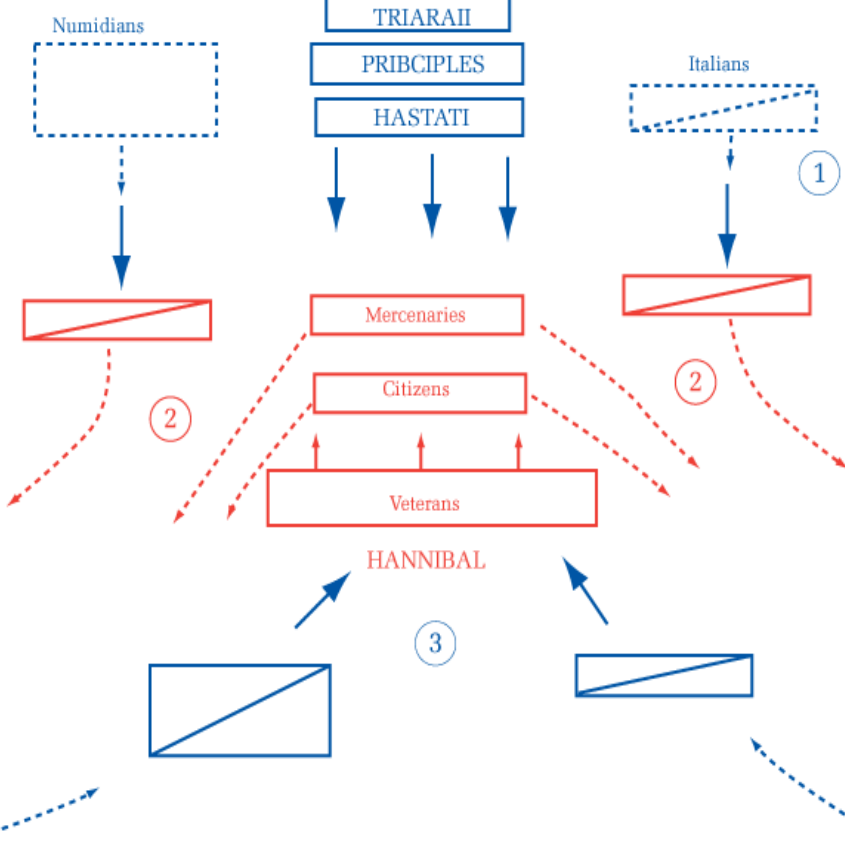 TRIARAII
Numidians
PRIBCIPLES
Italians
HASTATI
1
Mercenaries
2
Citizens
2
Veterans
HANNIBAL
3